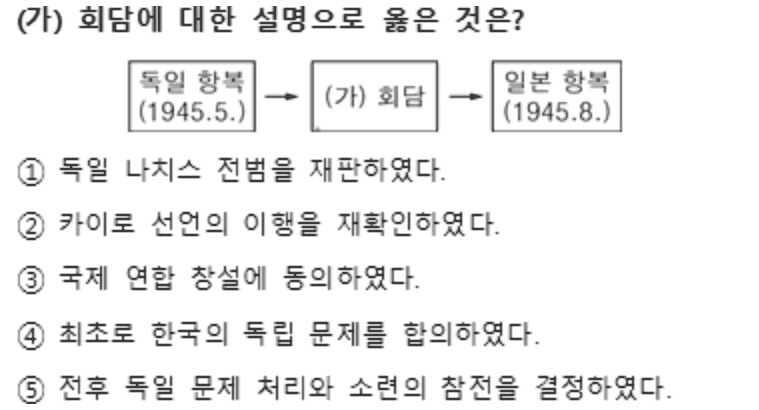 (가) 회담에 대한 설명으로 옳은 것은?
독일 항복 → (가) 회담 → 일본 항복
(1945.5.) (1945.8.)
① 독일 나치스 전범을 재판하였다.
② 카이로 선언의 이행을 재확인하였다.
③ 국제 연합 창설에 동의하였다.
④ 최초로 한국의 독립 문제를 합의하였다.
⑤ 전후 독일 문제 처리와 소련의 참전을 결정하였다.